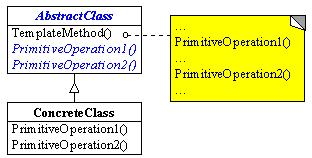 AbstractClass
TemplateMethod()
PrimitiveOperation1()
PrimitiveOperation2()
...
PrimitiveOperation1()
...
PrimitiveOperation2()
...
ConcreteClass
PrimitiveOperation1()
PrimitiveOperation2()